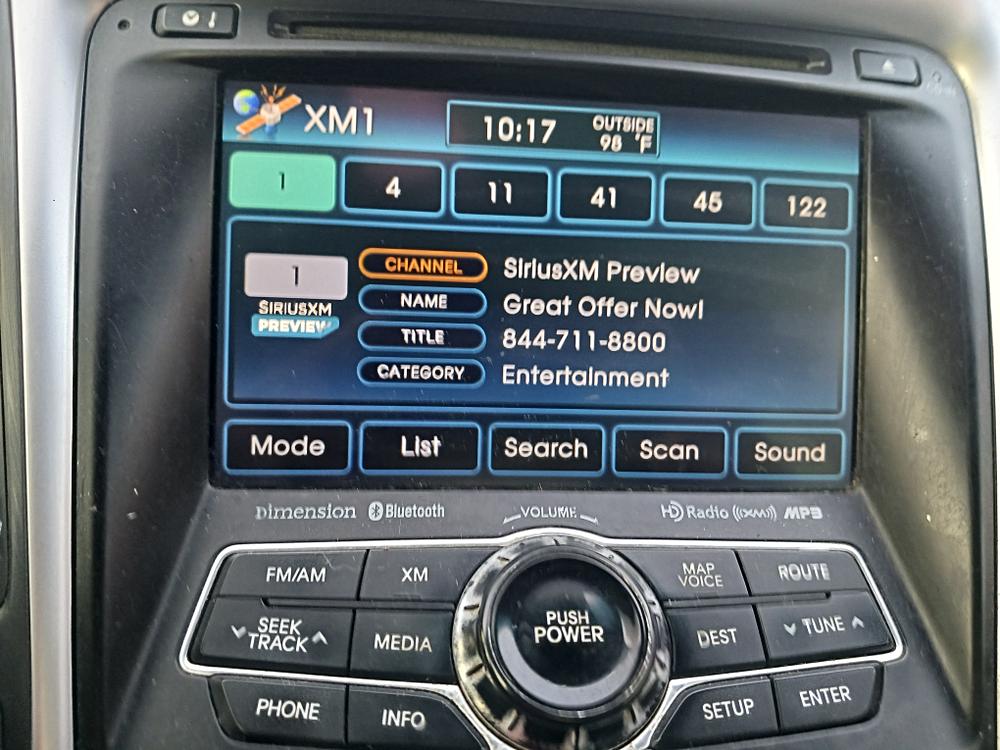 XM1
10:17
OUTSIDE
98 °F
1
4
11
41
45
122
1
SIRIUSXM
PREVIEW
CHANNEL
SiriusXM Preview
NAME
Great Offer Now!
TITLE
844-711-8800
CATEGORY
Entertainment
Mode
List
Search
Scan
Sound
Dimension
Bluetooth
VOLUME
HD Radio
((XM))
MP3
FM/AM
XM
MAP
VOICE
ROUTE
SEEK
TRACK
MEDIA
PUSH
POWER
DEST
TUNE
PHONE
INFO
SETUP
ENTER